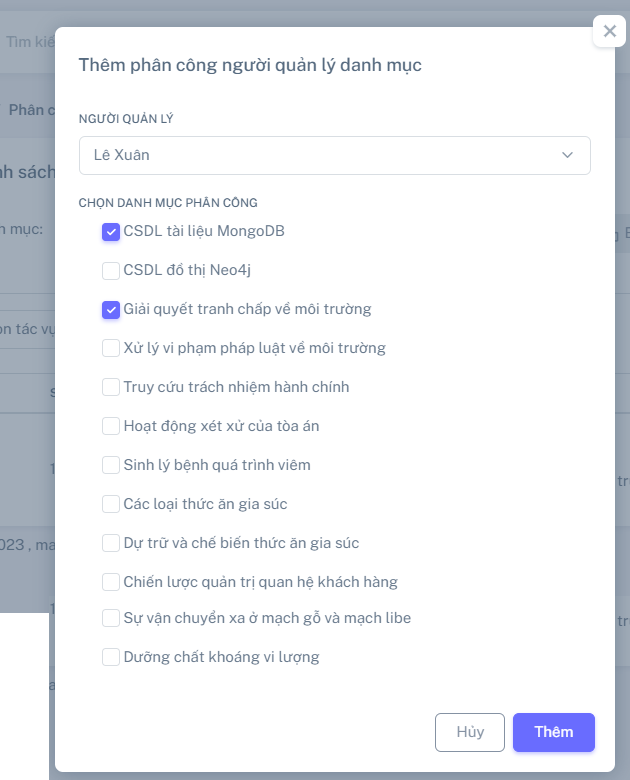 Tìm kiế
Thêm phân công người quản lý danh mục
Phân c
NGƯỜI QUẢN LÝ
Lê Xuân
nh sách
CHỌN DANH MỤC PHÂN CÔNG
h mục:
CSDL tài liệu MongoDB
CSDL đồ thị Neo4j
Giải quyết tranh chấp về môi trường
ọn tác vụ
Xử lý vi phạm pháp luật về môi trường
Truy cứu trách nhiệm hành chính
Hoạt động xét xử của tòa án
Sinh lý bệnh quá trình viêm
Các loại thức ăn gia súc
Dự trữ và chế biến thức ăn gia súc
023 , ma
Chiến lược quản trị quan hệ khách hàng
Sự vận chuyển xa ở mạch gỗ và mạch libe
Dưỡng chất khoáng vi lượng
Hủy
Thêm